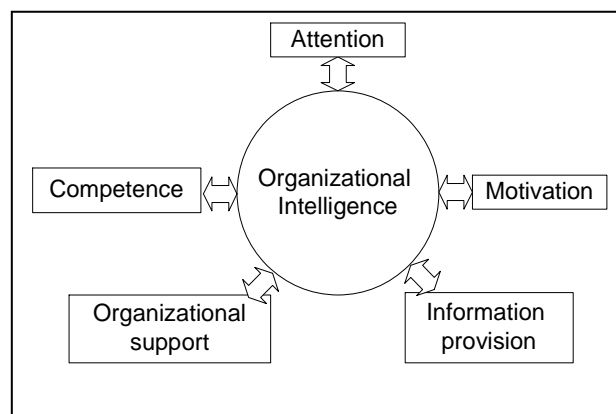 Attention
Competence
Organizational
Intelligence
Motivation
Organizational
support
Information
provision